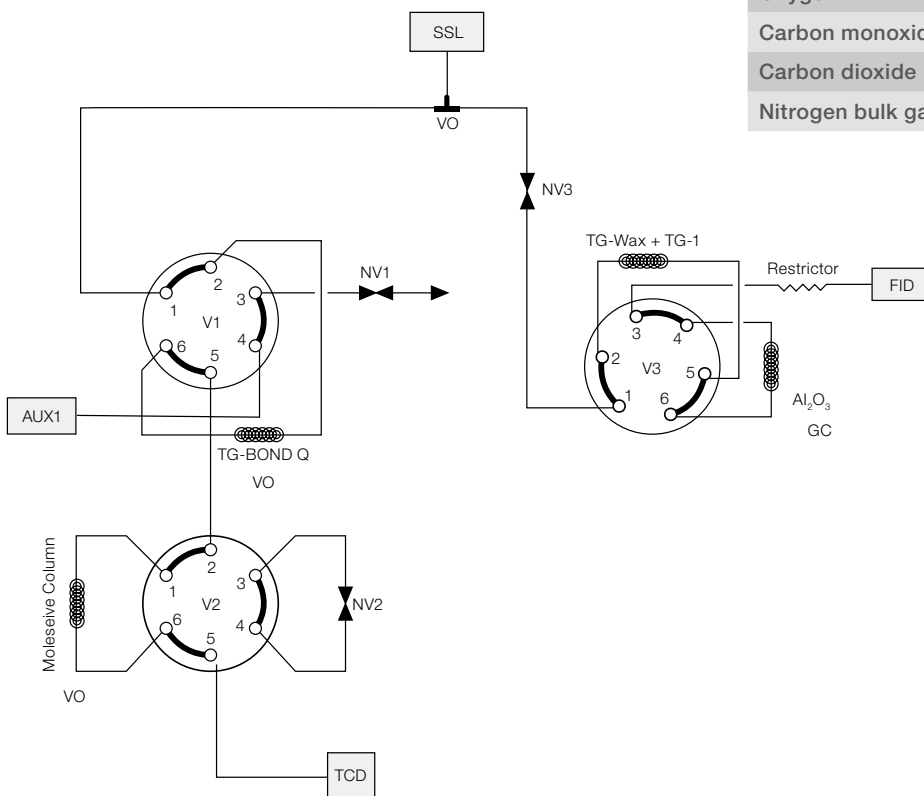 SSL
Carbon monoxid
Carbon dioxide
Nitrogen bulk ga
VO
NV3
TG-Wax + TG-1
Restrictor
FID
NV1
1
2
3
4
5
6
V1
1
2
3
4
5
6
V3
Al₂O₃
GC
AUX1
TG-BOND Q
VO
Moleseive Column
VO
1
2
3
4
5
6
V2
NV2
TCD